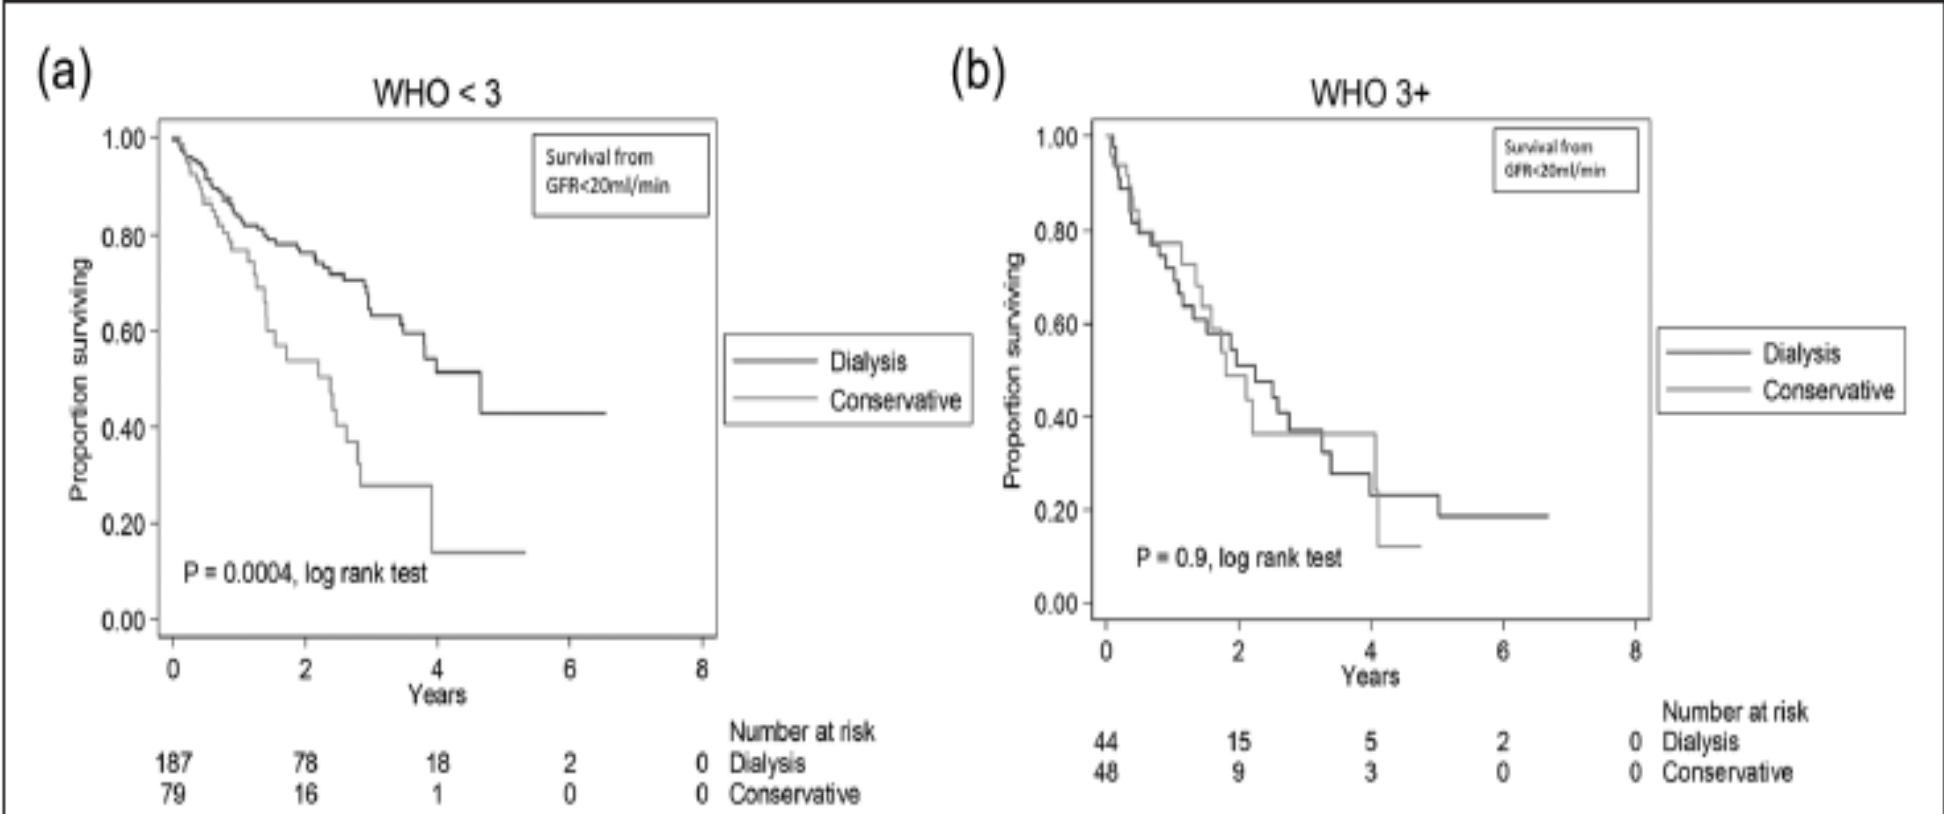 (a)
WHO < 3
1.00
0.80
0.60
0.40
0.20
0.00
Proportion surviving
Survival from
GFR<20ml/min
P = 0.0004, log rank test
0 2 4 6 8
Years
Dialysis
Conservative
Number at risk
187 78 18 2 0 Dialysis
79 16 1 0 0 Conservative
(b)
WHO 3+
1.00
0.80
0.60
0.40
0.20
0.00
Proportion surviving
Survival from
GFR<20ml/min
P = 0.9, log rank test
0 2 4 6 8
Years
Dialysis
Conservative
Number at risk
44 15 5 2 0 Dialysis
48 9 3 0 0 Conservative